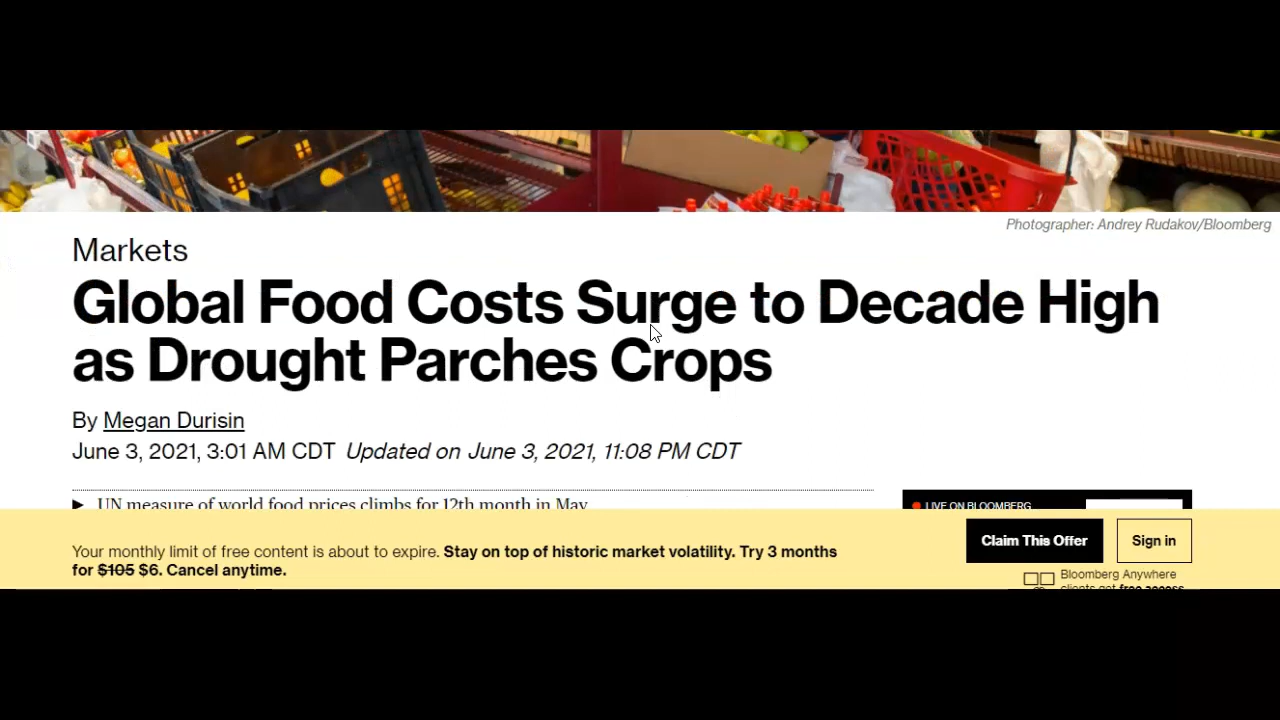 Photographer: Andrey Rudakov/Bloomberg
Markets
Global Food Costs Surge to Decade High
as Drought Parches Crops
By Megan Durisin
June 3, 2021, 3:01 AM CDT Updated on June 3, 2021, 11:08 PM CDT
▶ UN measure of world food prices climbs for 12th month in May
LIVE ON BLOOMBERG
Your monthly limit of free content is about to expire. Stay on top of historic market volatility. Try 3 months
for $105 $6. Cancel anytime.
Claim This Offer
Sign in
Bloomberg Anywhere
clients get free access